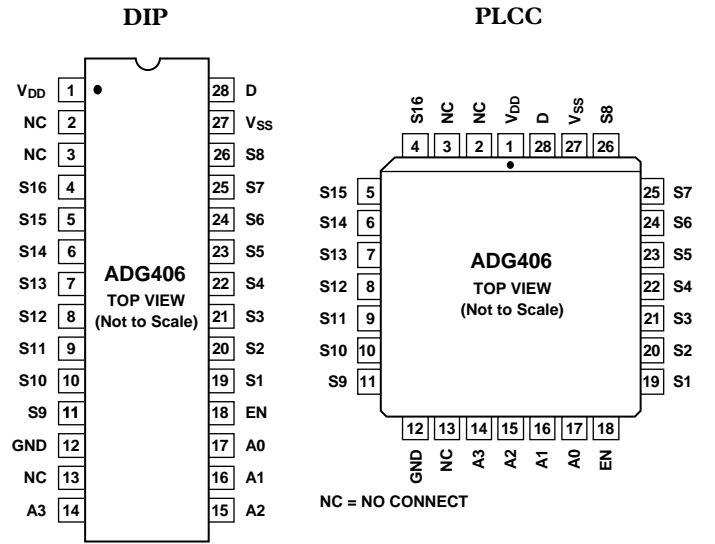 DIP
VDD 1 28 D
NC 2 27 VSS
NC 3 26 S8
S16 4 25 S7
S15 5 24 S6
S14 6 23 S5
S13 7 22 S4
S12 8 21 S3
S11 9 20 S2
S10 10 19 S1
S9 11 18 EN
GND 12 17 A0
NC 13 16 A1
A3 14 15 A2
ADG406
TOP VIEW
(Not to Scale)
PLCC
S16 NC NC VDD D VSS S8
4 3 2 1 28 27 26
S15 5 25 S7
S14 6 24 S6
S13 7 23 S5
S12 8 22 S4
S11 9 21 S3
S10 10 20 S2
S9 11 19 S1
ADG406
TOP VIEW
(Not to Scale)
12 13 14 15 16 17 18
GND NC A3 A2 A1 A0 EN
NC = NO CONNECT